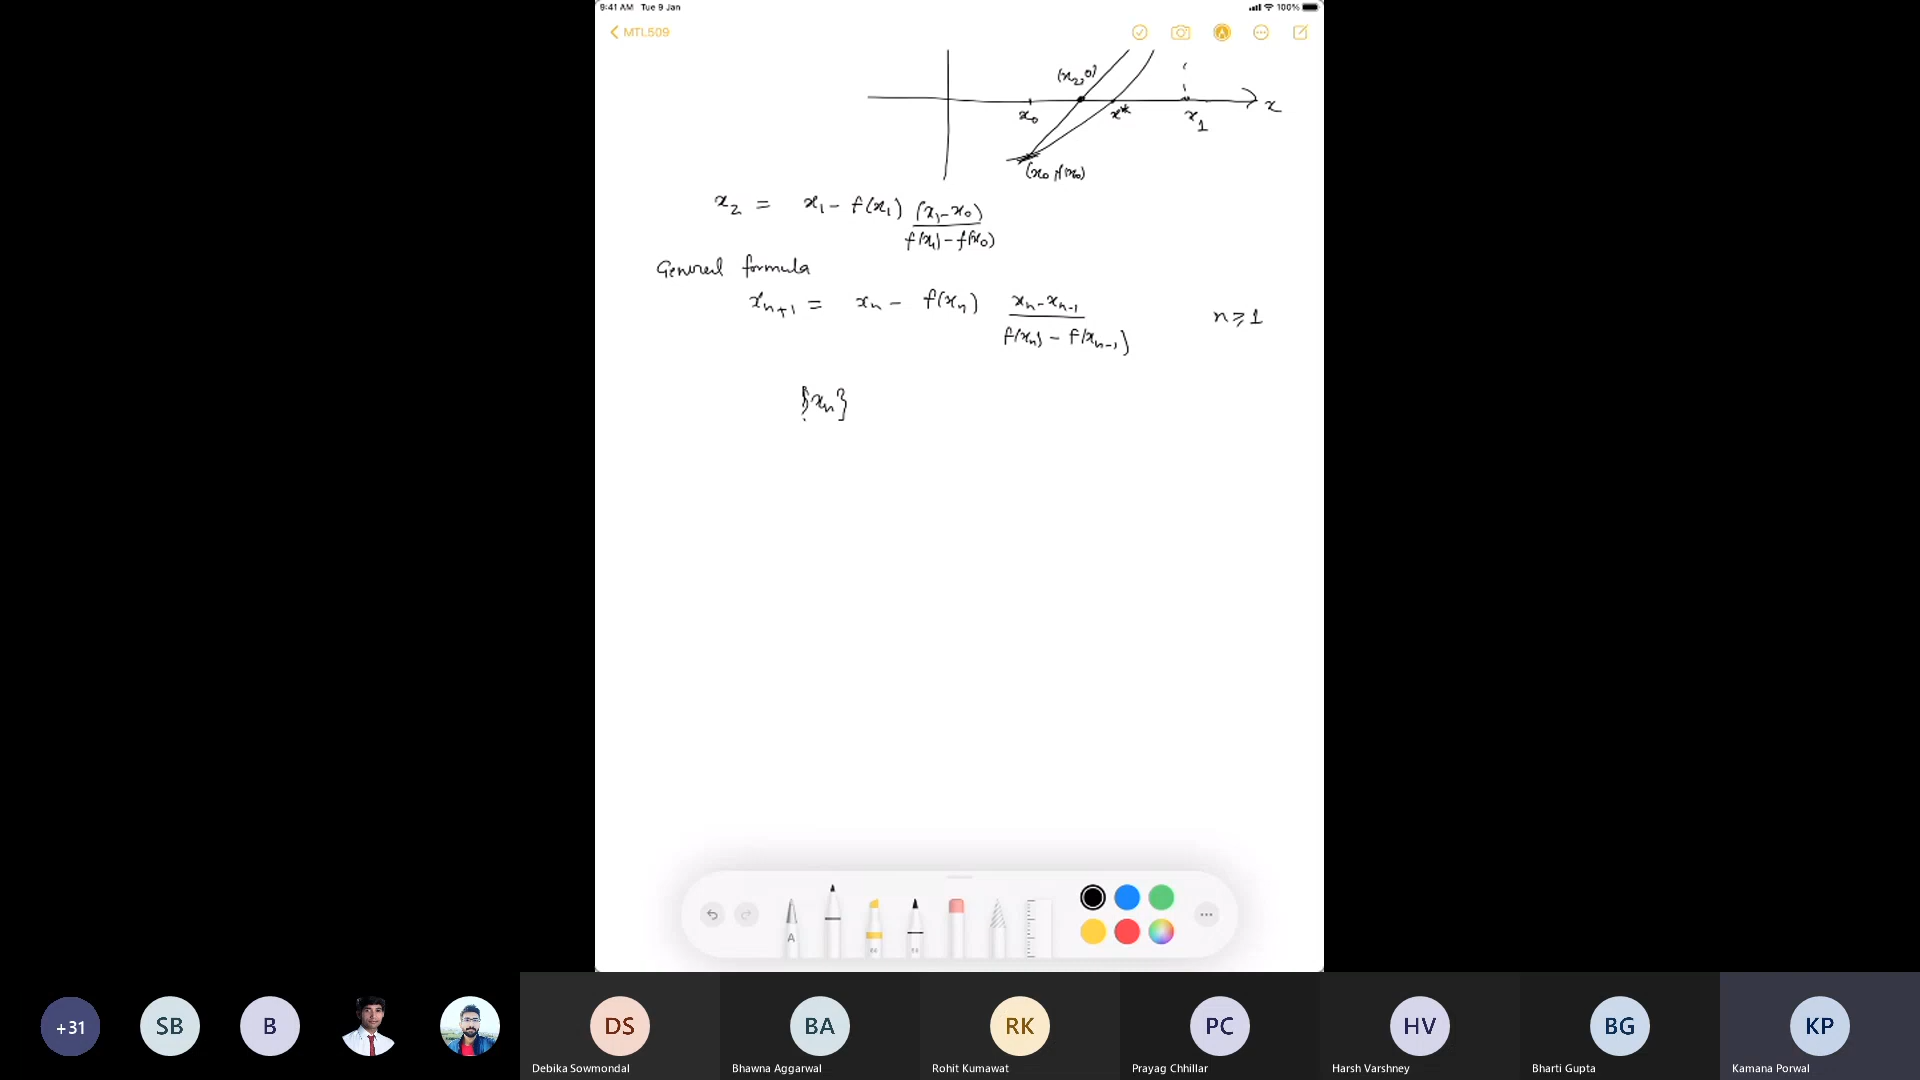 9:41 AM Tue 9 Jan 100%
MTL509
(x₂,0)
x₀ x* x₁ x
(x₀, f(x₀)
x₂ = x₁ - f(x₁) (x₁-x₀) / f(x₁) - f(x₀)
General formula
xₙ₊₁ = xₙ - f(xₙ) xₙ-xₙ₋₁ / f(xₙ) - f(xₙ₋₁) n ≥ 1
{xₙ}
A
+31 SB B DS BA RK PC HV BG KP
Debika Sowmondal Bhawna Aggarwal Rohit Kumawat Prayag Chhillar Harsh Varshney Bharti Gupta Kamana Porwal